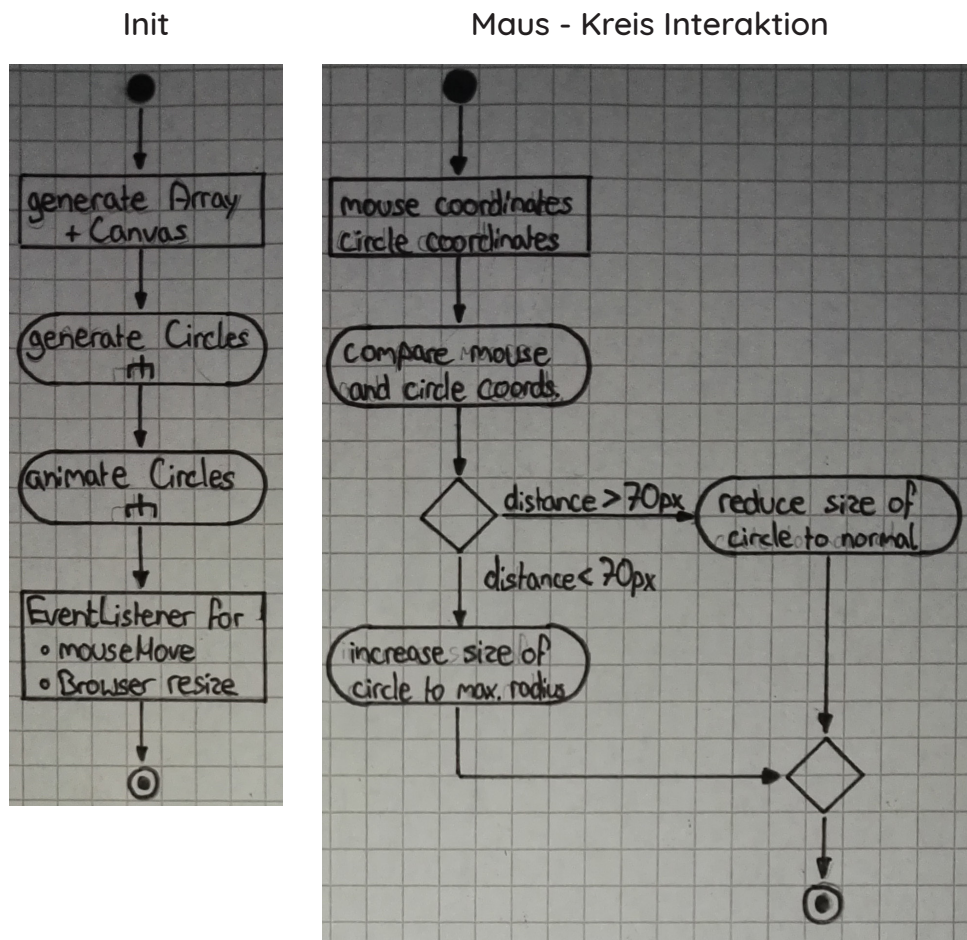 Init
generate Array
+ Canvas
generate Circles
animate Circles
EventListener for
• mouseMove
• Browser resize
Maus - Kreis Interaktion
mouse coordinates
circle coordinates
compare mouse
and circle coords.
distance > 70px
reduce size of
circle to normal
distance < 70px
increase size of
circle to max. radius